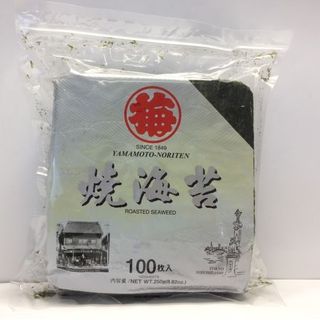 梅
SINCE 1849
YAMAMOTO-NORITEN
焼海苔
ROASTED SEAWEED
100枚入
内容量/NET WT.250g(8.82oz.)